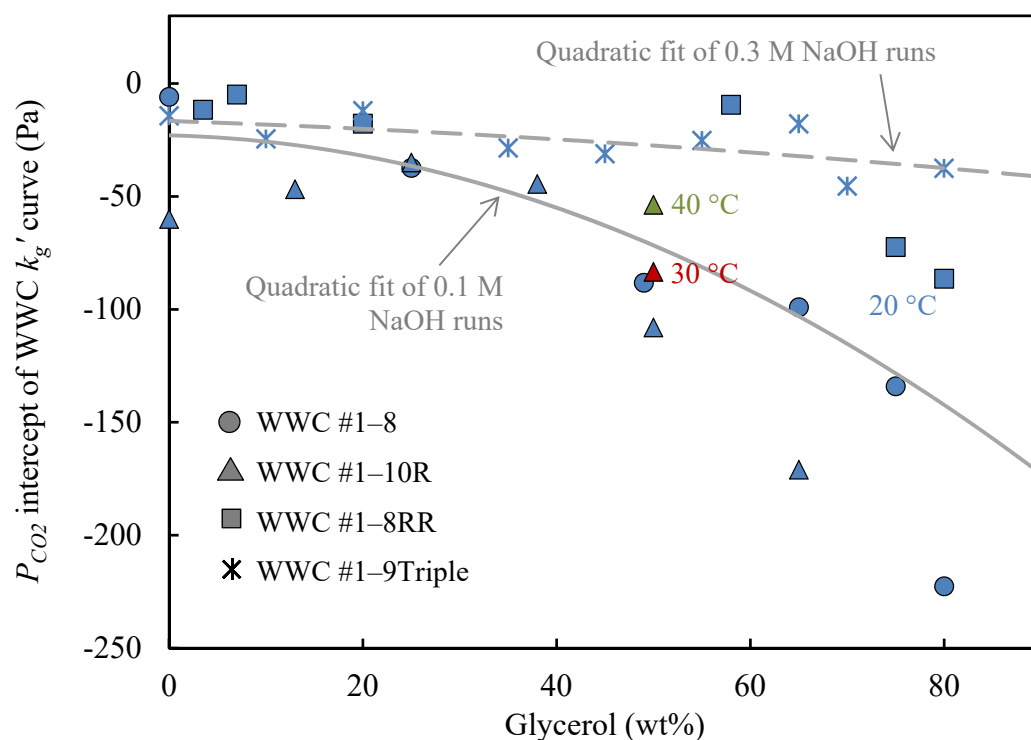 Quadratic fit of 0.3 M NaOH runs
0
-50
-100
-150
-200
-250
P_CO2 intercept of WWC k_g' curve (Pa)
40 °C
30 °C
20 °C
Quadratic fit of 0.1 M
NaOH runs
WWC #1–8
WWC #1–10R
WWC #1–8RR
WWC #1–9Triple
0 20 40 60 80
Glycerol (wt%)